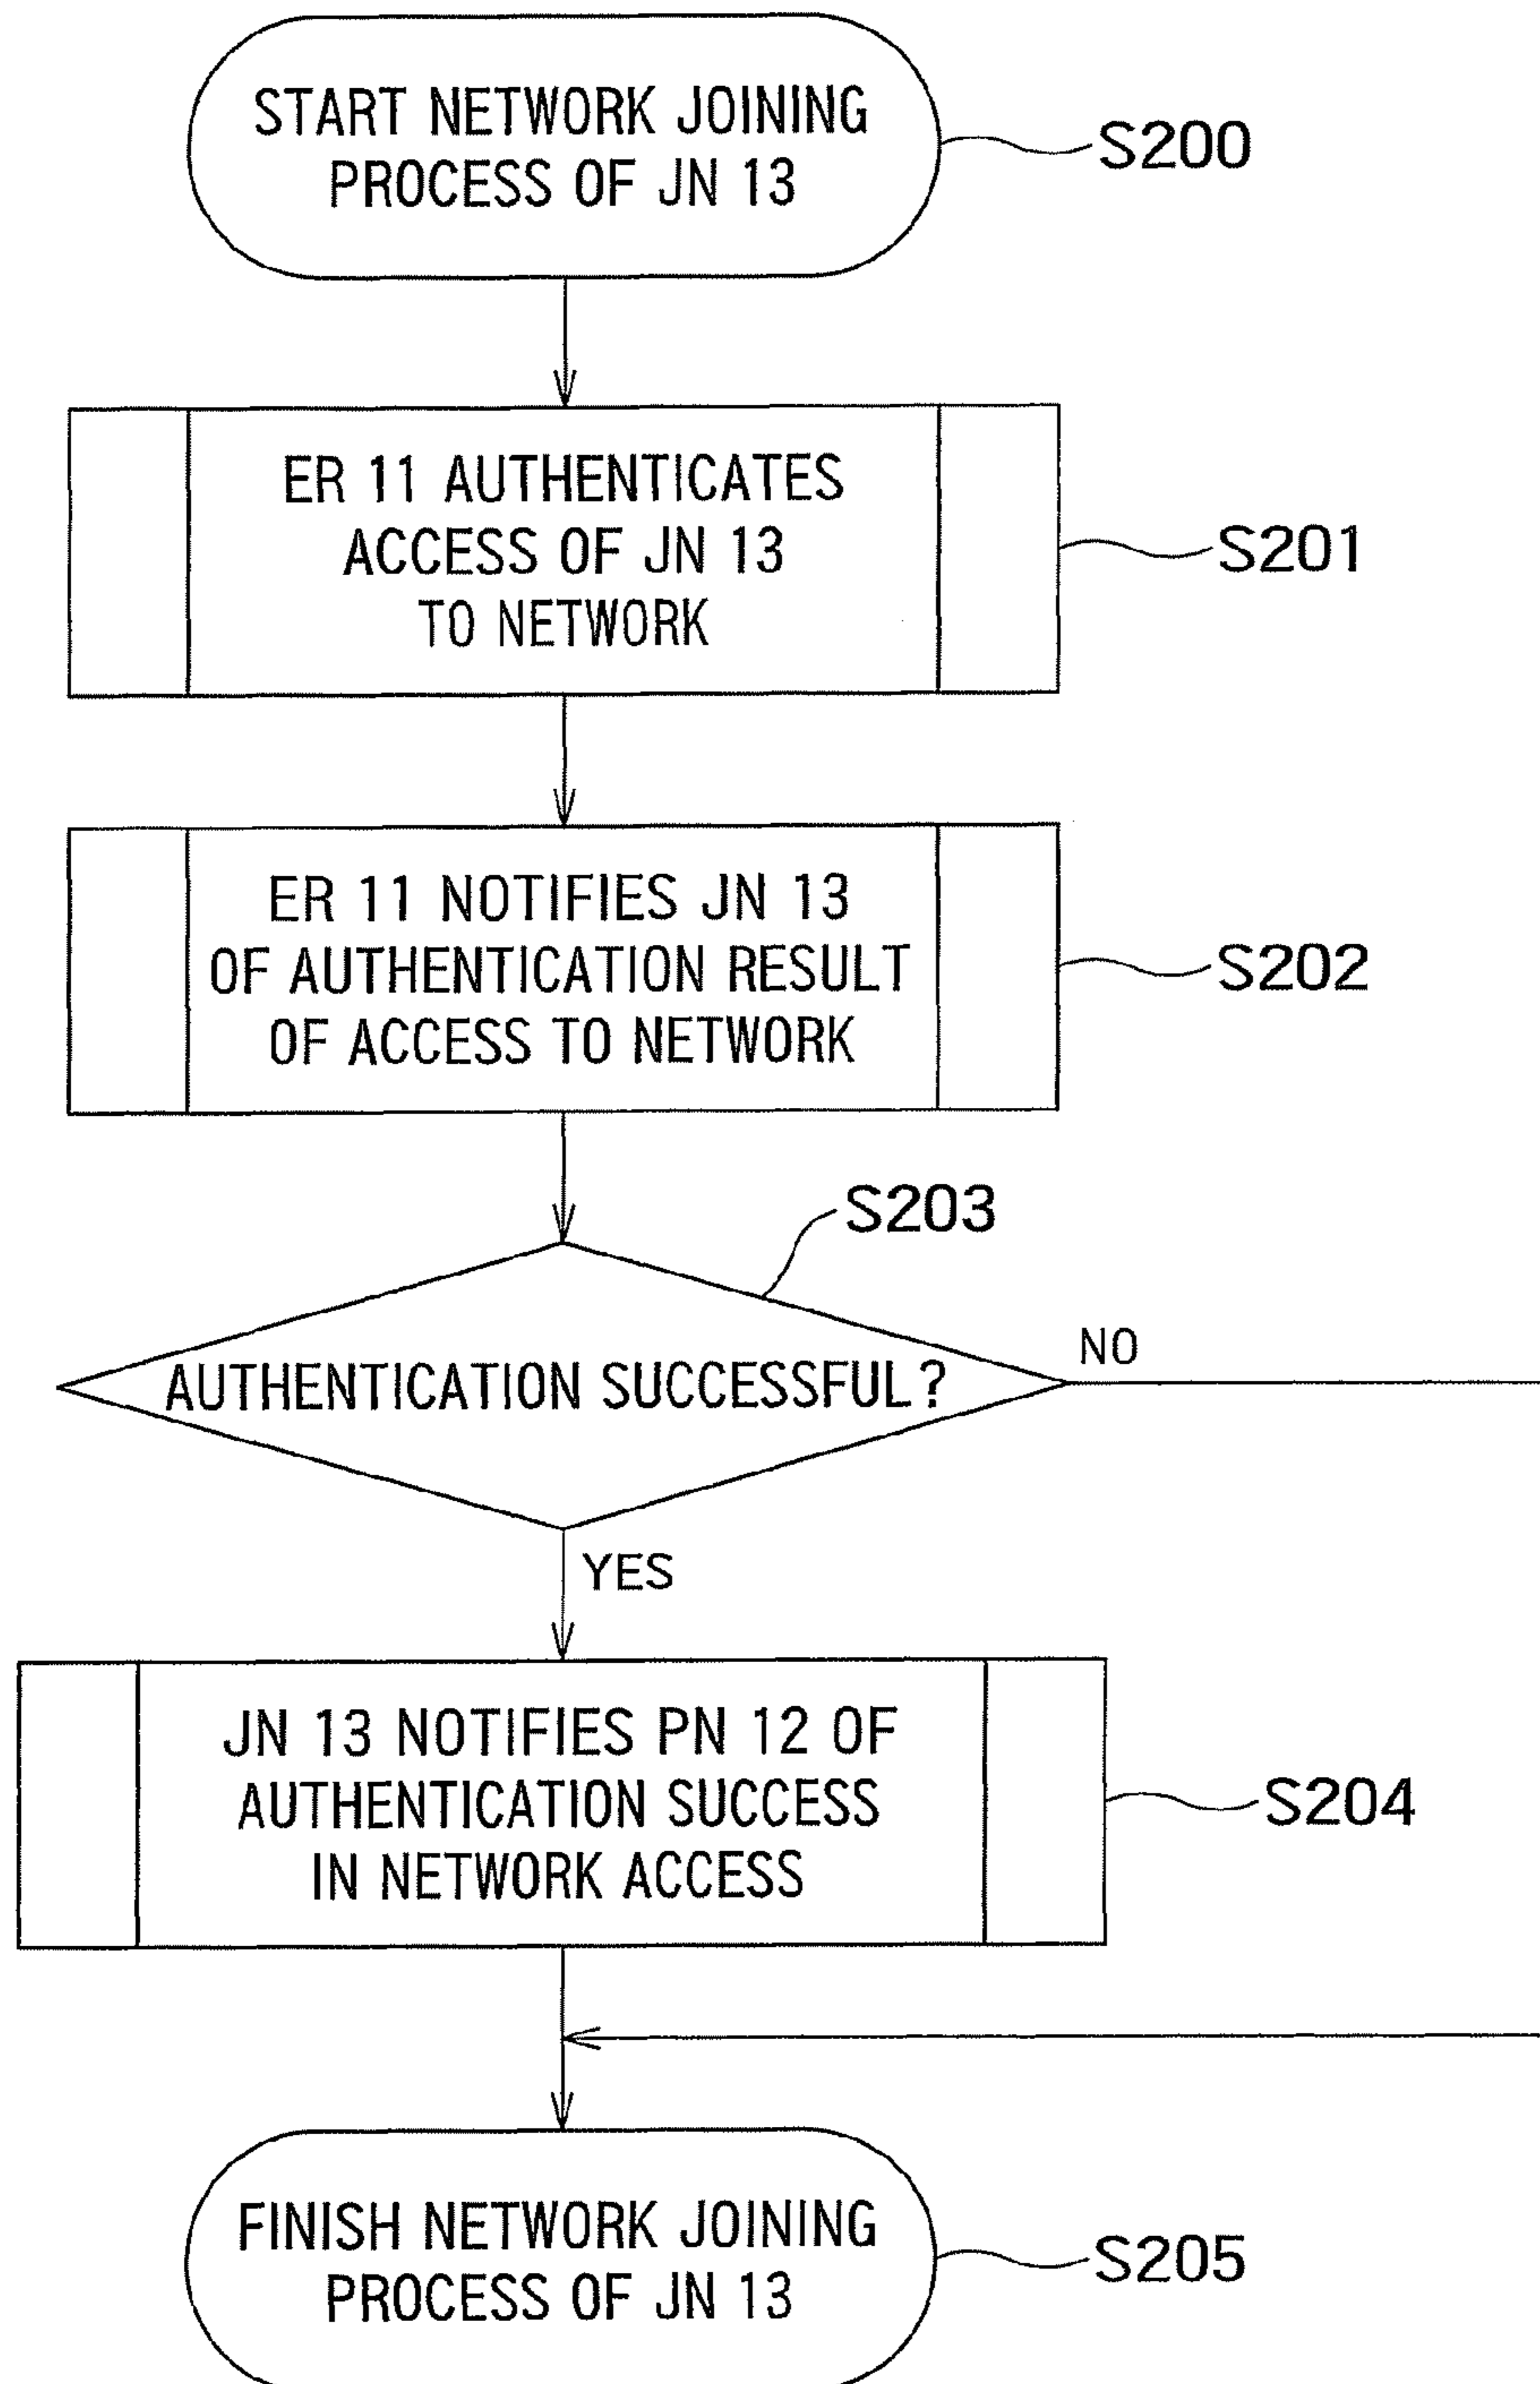 START NETWORK JOINING
PROCESS OF JN 13
S200
ER 11 AUTHENTICATES
ACCESS OF JN 13
TO NETWORK
S201
ER 11 NOTIFIES JN 13
OF AUTHENTICATION RESULT
OF ACCESS TO NETWORK
S202
S203
AUTHENTICATION SUCCESSFUL?
NO
YES
JN 13 NOTIFIES PN 12 OF
AUTHENTICATION SUCCESS
IN NETWORK ACCESS
S204
FINISH NETWORK JOINING
PROCESS OF JN 13
S205